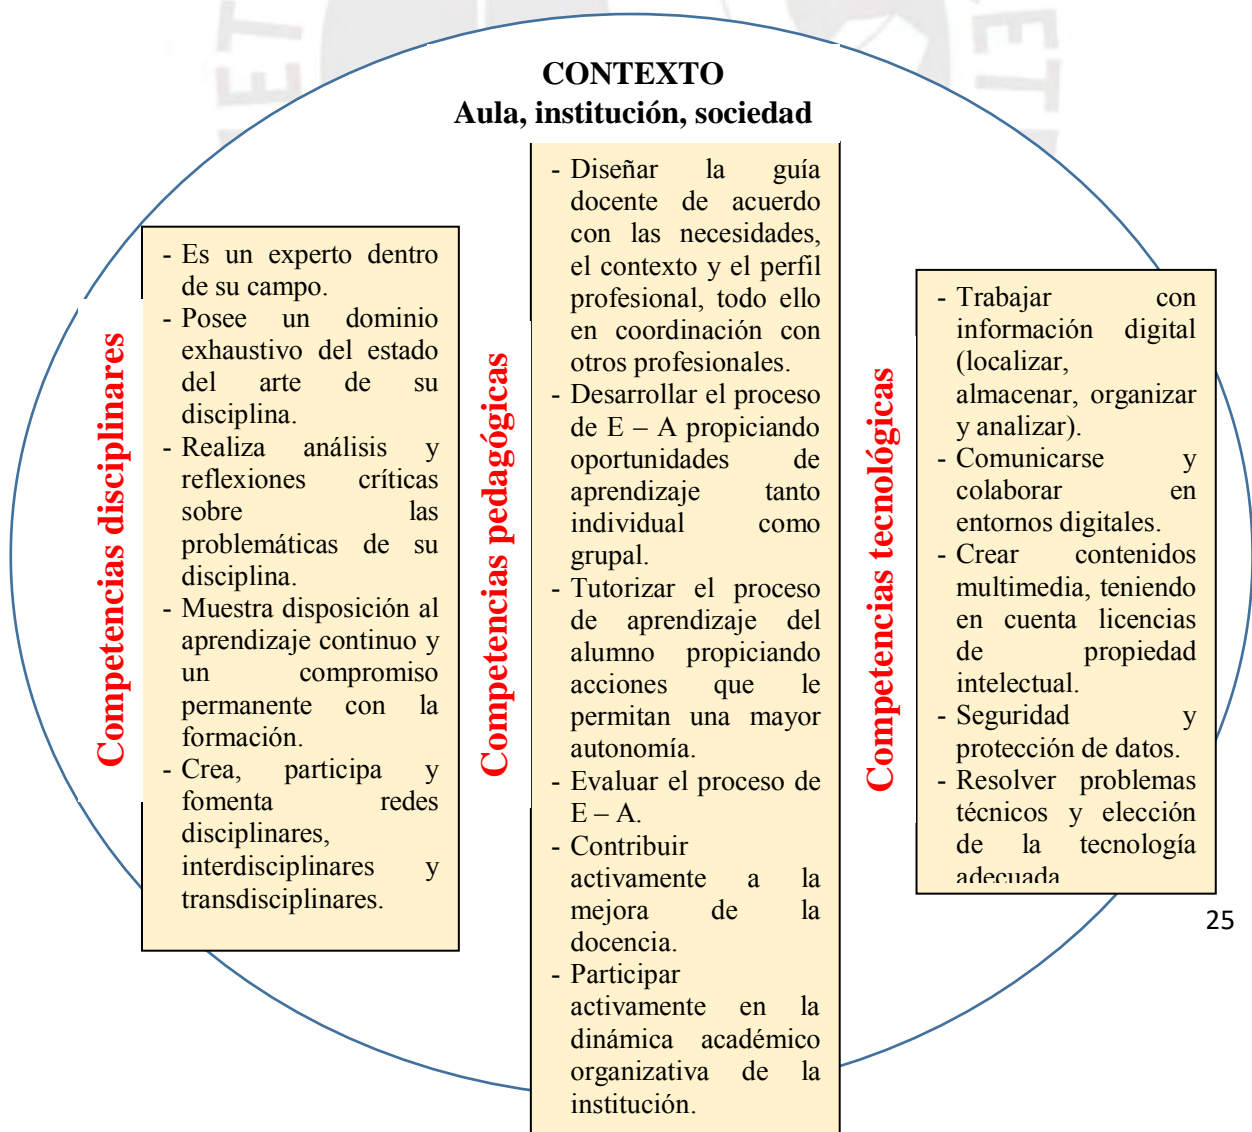 CONTEXTO
Aula, institución, sociedad
Competencias disciplinares
- Es un experto dentro
de su campo.
- Posee un dominio
exhaustivo del estado
del arte de su
disciplina.
- Realiza análisis y
reflexiones críticas
sobre las
problemáticas de su
disciplina.
- Muestra disposición al
aprendizaje continuo y
un compromiso
permanente con la
formación.
- Crea, participa y
fomenta redes
disciplinares,
interdisciplinares y
transdisciplinares.
Competencias pedagógicas
- Diseñar la guía
docente de acuerdo
con las necesidades,
el contexto y el perfil
profesional, todo ello
en coordinación con
otros profesionales.
- Desarrollar el proceso
de E – A propiciando
oportunidades de
aprendizaje tanto
individual como
grupal.
- Tutorizar el proceso
de aprendizaje del
alumno propiciando
acciones que le
permitan una mayor
autonomía.
- Evaluar el proceso de
E – A.
- Contribuir
activamente a la
mejora de la
docencia.
- Participar
activamente en la
dinámica académico
organizativa de la
institución.
Competencias tecnológicas
- Trabajar con
información digital
(localizar,
almacenar, organizar
y analizar).
- Comunicarse y
colaborar en
entornos digitales.
- Crear contenidos
multimedia, teniendo
en cuenta licencias
de propiedad
intelectual.
- Seguridad y
protección de datos.
- Resolver problemas
técnicos y elección
de la tecnología
adecuada
25